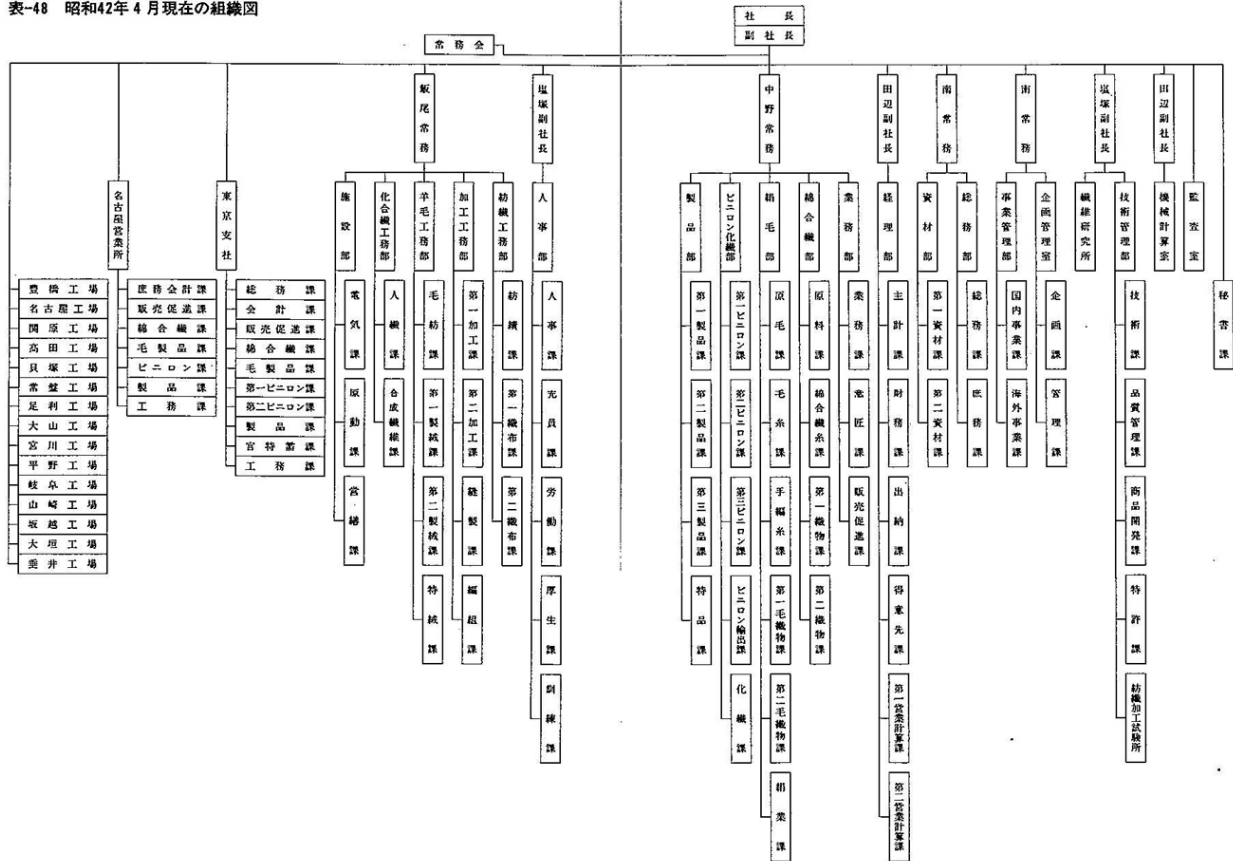 表-48 昭和42年4月現在の組織図
社長
副社長
常務会
飯尾常務
塩塚副社長
中野常務
田辺副社長
南常務
南常務
塩塚副社長
田辺副社長
名古屋営業所
東京支社
施設部
化合繊工務部
羊毛工務部
加工工務部
紡織工務部
人事部
製品部
ビニロン化繊部
絹毛部
綿合繊部
業務部
経理部
資材部
総務部
事業管理部
企画管理室
繊維研究所
技術管理部
機械計算室
監査室
秘書課
豊橋工場
名古屋工場
関原工場
高田工場
貝塚工場
常盤工場
足利工場
犬山工場
宮川工場
平野工場
岐阜工場
山崎工場
坂越工場
大垣工場
垂井工場
庶務会計課
販売促進課
綿合繊課
毛製品課
ビニロン課
製品課
工務課
総務課
会計課
販売促進課
綿合繊課
毛製品課
第一ビニロン課
第二ビニロン課
製品課
官特需課
工務課
電気課
原動課
営繕課
人繊課
合成繊維課
毛紡課
第一製絨課
第二製絨課
特絨課
第一加工課
第二加工課
縫製課
編組課
紡績課
第一織布課
第二織布課
人事課
充員課
労働課
厚生課
訓練課
第一製品課
第二製品課
第三製品課
特品課
第一ビニロン課
第二ビニロン課
第三ビニロン課
ビニロン輸出課
化繊課
原毛課
毛糸課
手編糸課
第一毛織物課
第二毛織物課
絹業課
原料課
綿合繊糸課
第一織物課
第二織物課
業務課
意匠課
販売促進課
主計課
財務課
出納課
得意先課
第一営業計算課
第二営業計算課
第一資材課
第二資材課
総務課
庶務課
国内事業課
海外事業課
企画課
管理課
技術課
品質管理課
商品開発課
特許課
紡織加工試験所